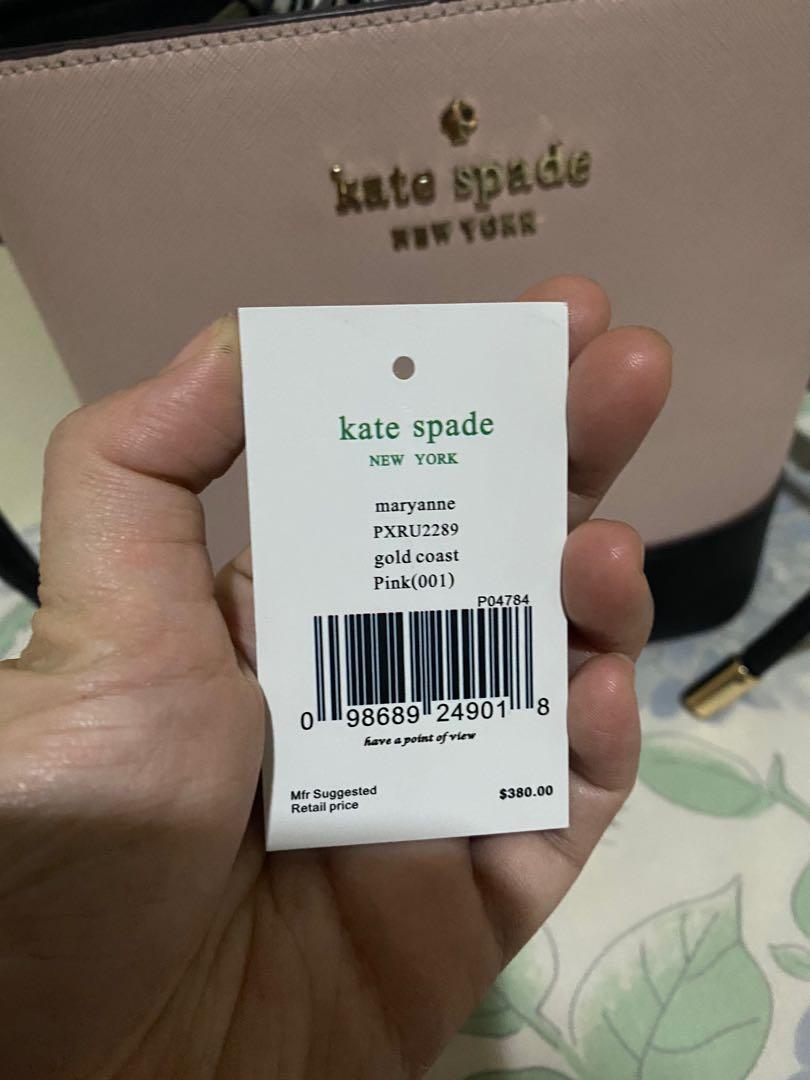 kate spade
NEW YORK
kate spade
NEW YORK
maryanne
PXRU2289
gold coast
Pink(001)
P04784
0 98689 24901 8
have a point of view
Mfr Suggested
Retail price
$380.00